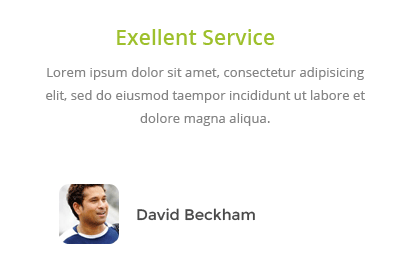 Exellent Service
Lorem ipsum dolor sit amet, consectetur adipisicing
elit, sed do eiusmod taempor incididunt ut labore et
dolore magna aliqua.
David Beckham